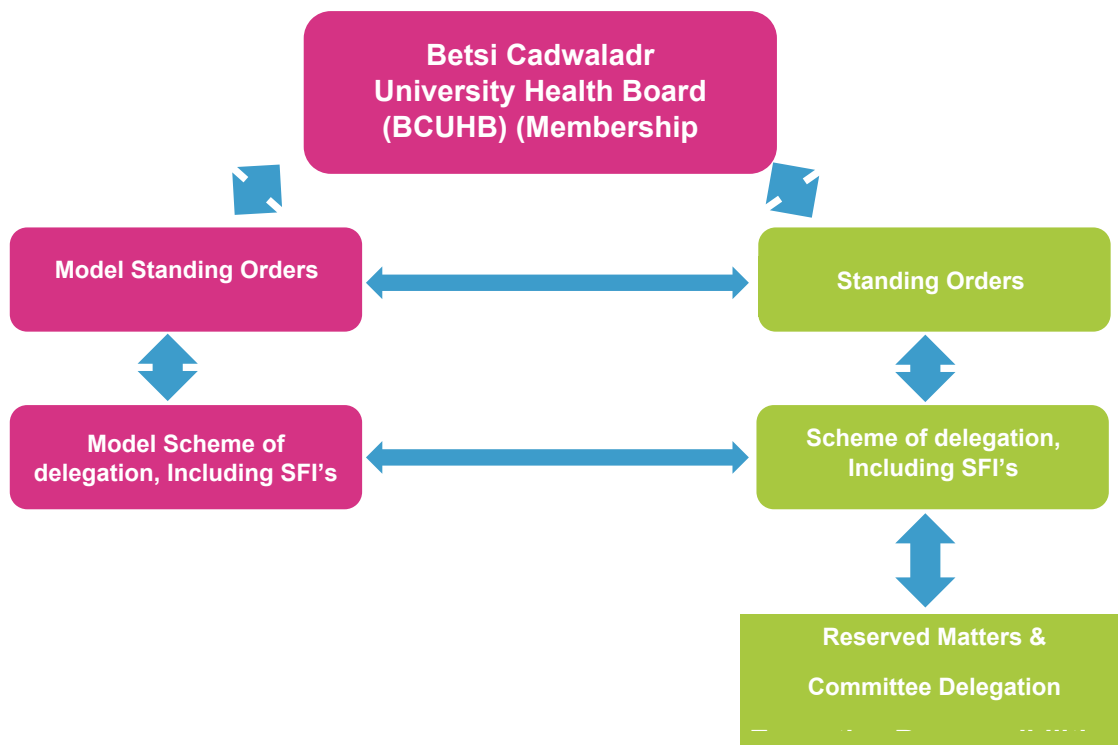 Betsi Cadwaladr
University Health Board
(BCUHB) (Membership
Model Standing Orders
Standing Orders
Model Scheme of
delegation, Including SFI's
Scheme of delegation,
Including SFI's
Reserved Matters &
Committee Delegation